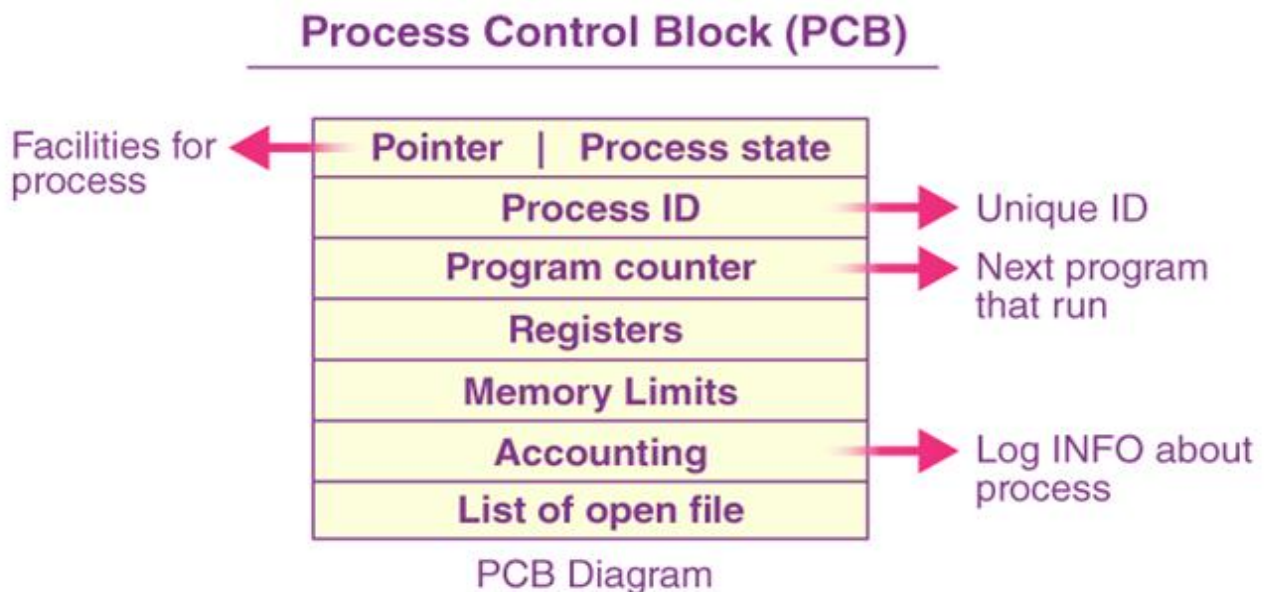 Process Control Block (PCB)
Facilities for
process
Pointer | Process state
Process ID
Unique ID
Program counter
Next program
that run
Registers
Memory Limits
Accounting
Log INFO about
process
List of open file
PCB Diagram